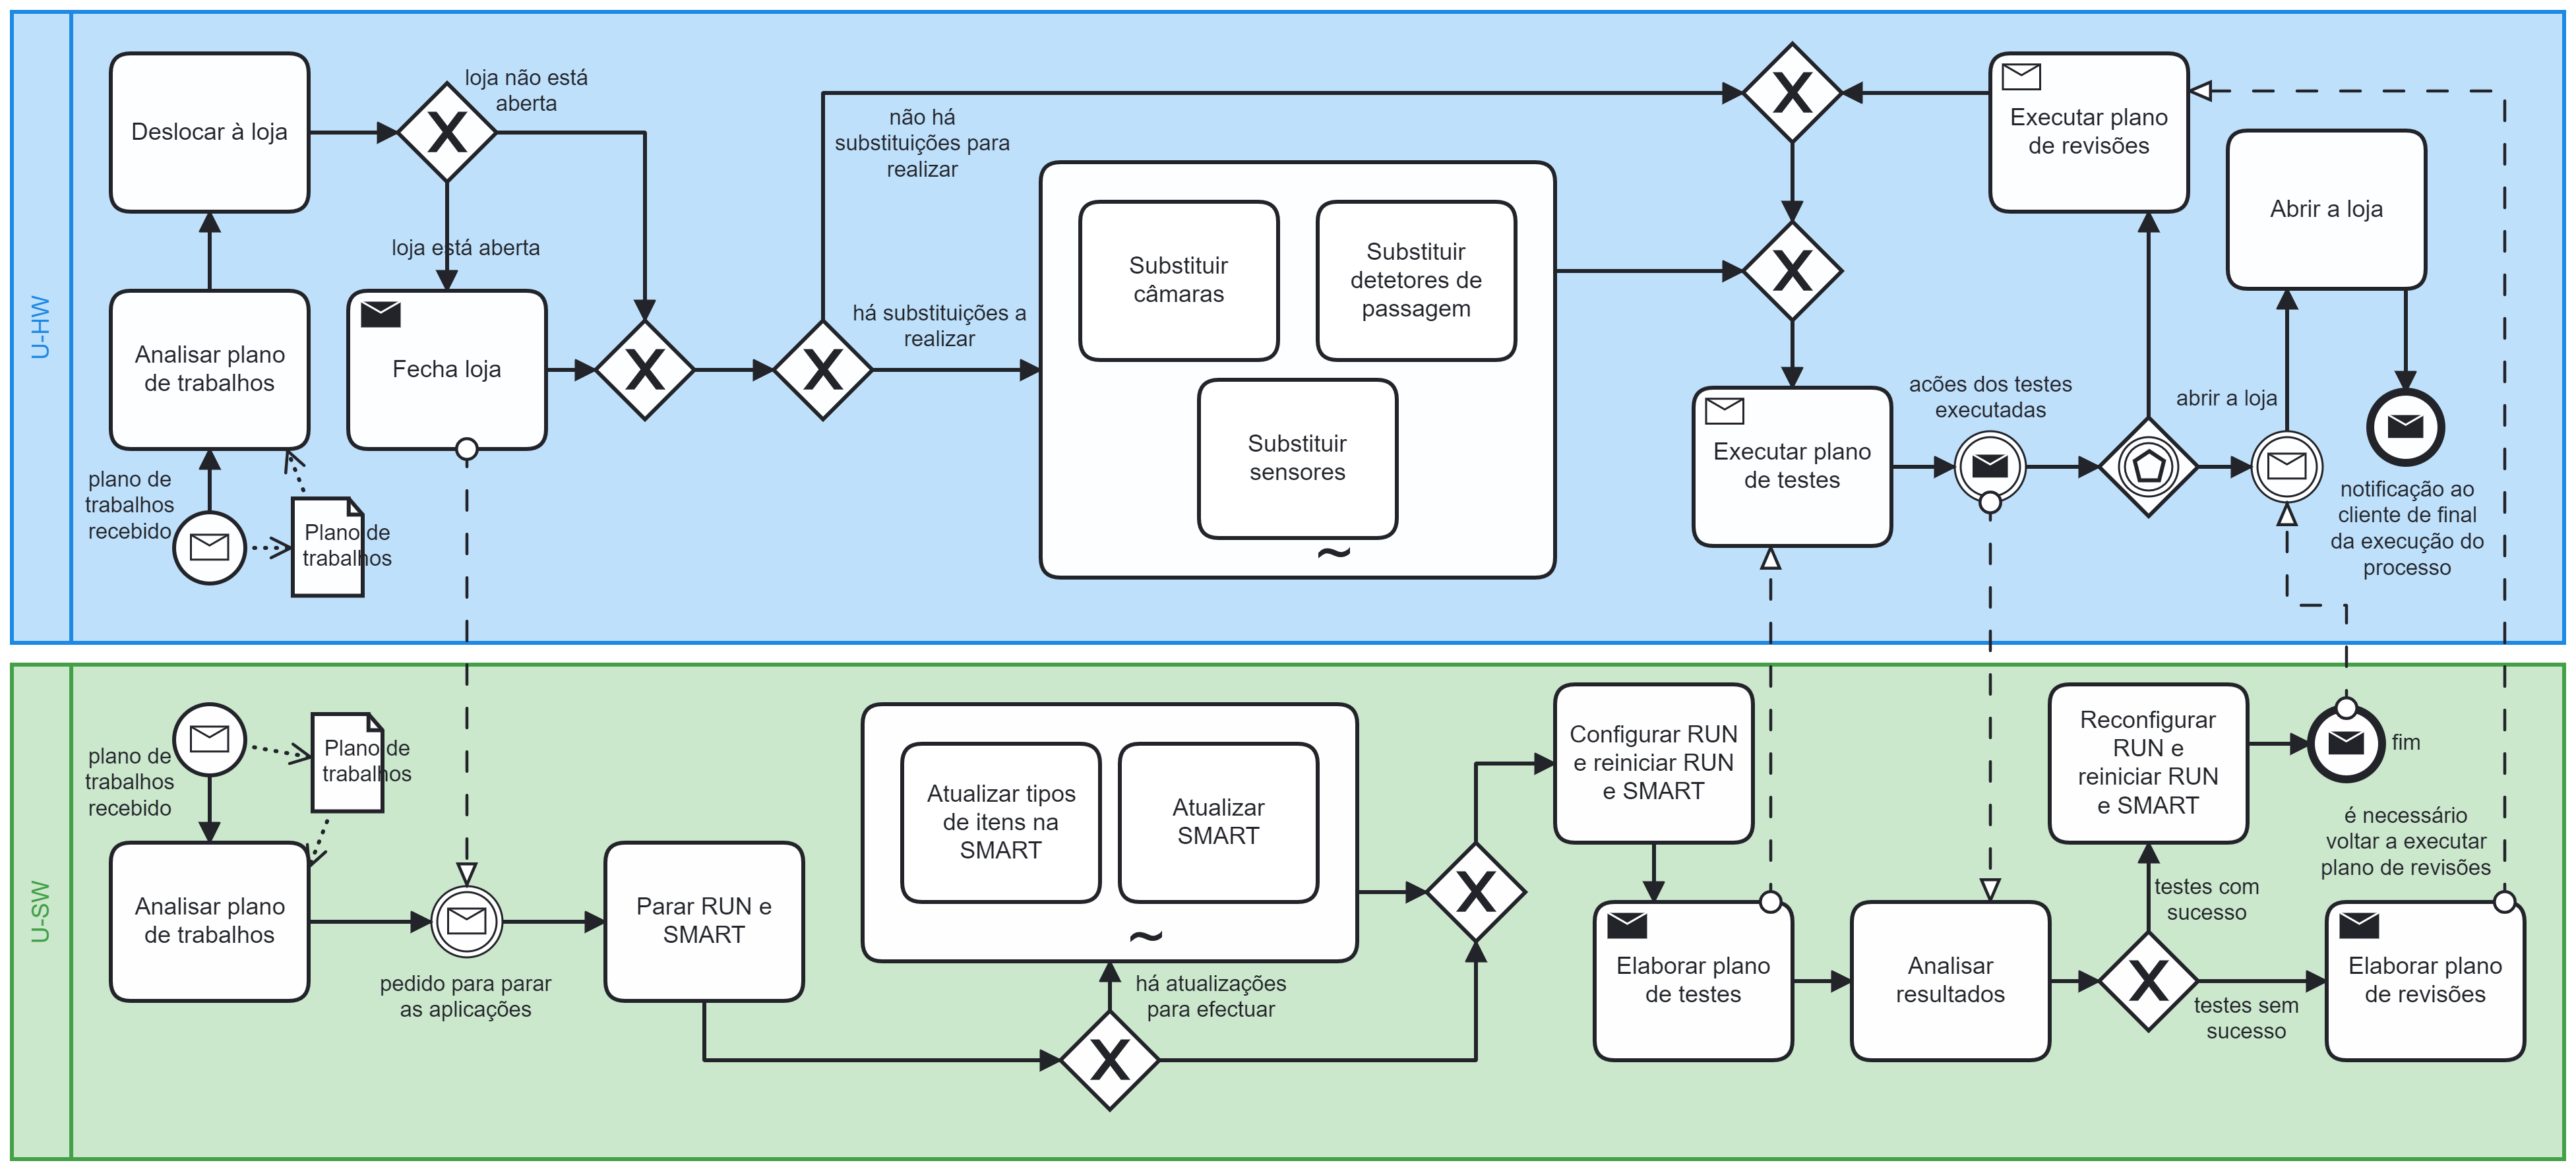 U-HW
Deslocar à loja
loja não está
aberta
loja está aberta
Analisar plano
de trabalhos
Fecha loja
plano de
trabalhos
recebido
Plano de
trabalhos
não há
substituições para
realizar
há substituições a
realizar
Substituir
câmaras
Substituir
detetores de
passagem
Substituir
sensores
~
Executar plano
de testes
acões dos testes
executadas
Executar plano
de revisões
abrir a loja
Abrir a loja
notificação ao
cliente de final
da execução do
processo
U-SW
plano de
trabalhos
recebido
Plano de
trabalhos
Analisar plano
de trabalhos
pedido para parar
as aplicações
Parar RUN e
SMART
Atualizar tipos
de itens na
SMART
Atualizar
SMART
~
há atualizações
para efectuar
Configurar RUN
e reiniciar RUN
e SMART
Elaborar plano
de testes
Analisar
resultados
Reconfigurar
RUN e
reiniciar RUN
e SMART
fim
testes com
sucesso
testes sem
sucesso
é necessário
voltar a executar
plano de revisões
Elaborar plano
de revisões